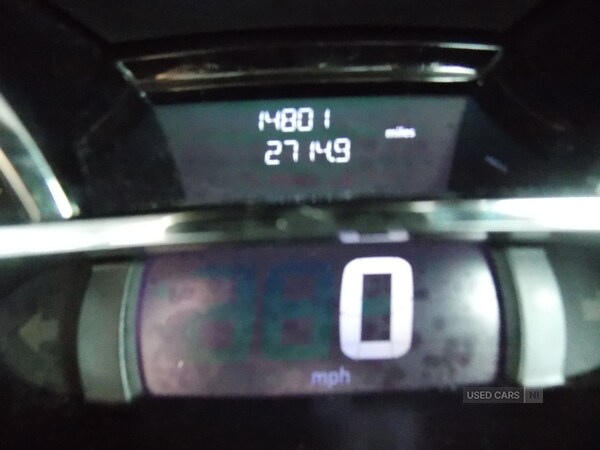 14801
miles
2714.9
0
mph
USED CARS NI